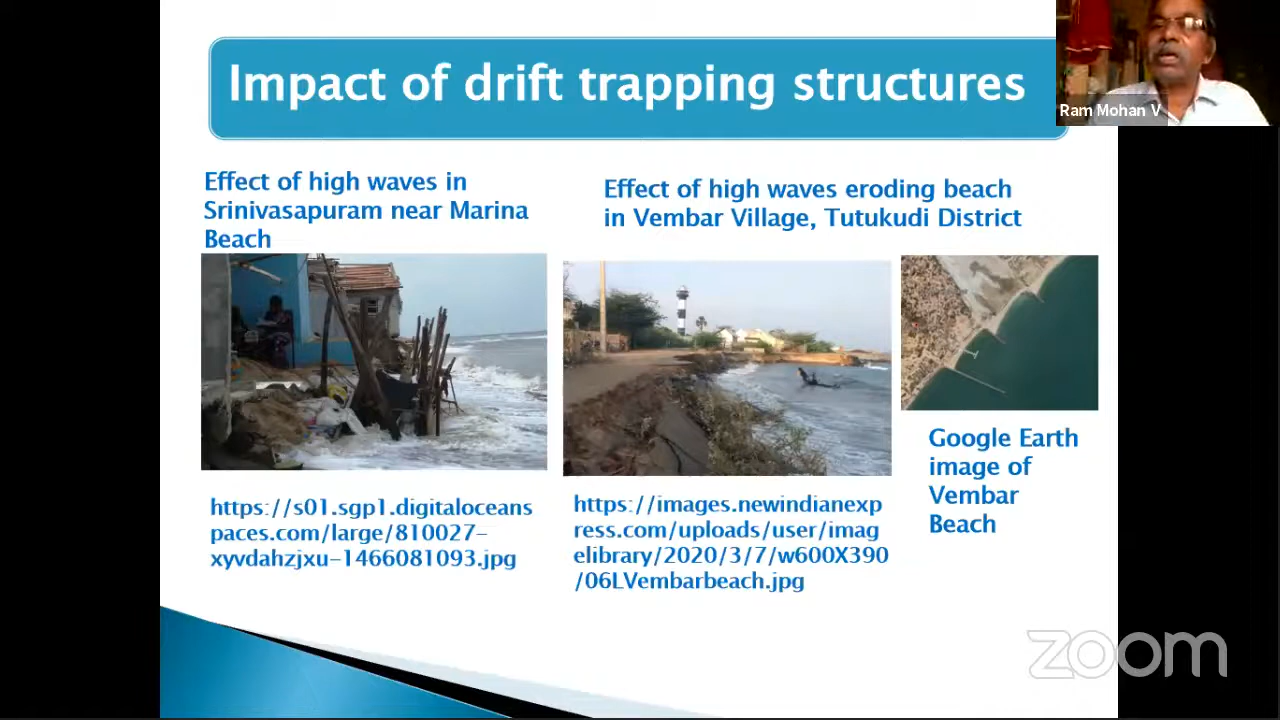 Impact of drift trapping structures
Ram Mohan V
Effect of high waves in
Srinivasapuram near Marina
Beach
Effect of high waves eroding beach
in Vembar Village, Tutukudi District
https://s01.sgp1.digitaloceans
paces.com/large/810027-
xyvdahzjxu-1466081093.jpg
https://images.newindianexp
ress.com/uploads/user/imag
elibrary/2020/3/7/w600X390
/06LVembarbeach.jpg
Google Earth
image of
Vembar
Beach
zoom